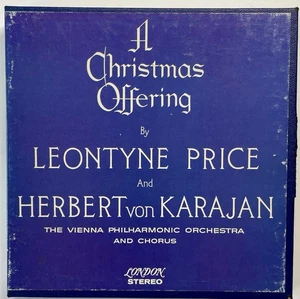 A
Christmas
Offering
By
LEONTYNE PRICE
And
HERBERT von KARAJAN
THE VIENNA PHILHARMONIC ORCHESTRA
AND CHORUS
LONDON
STEREO